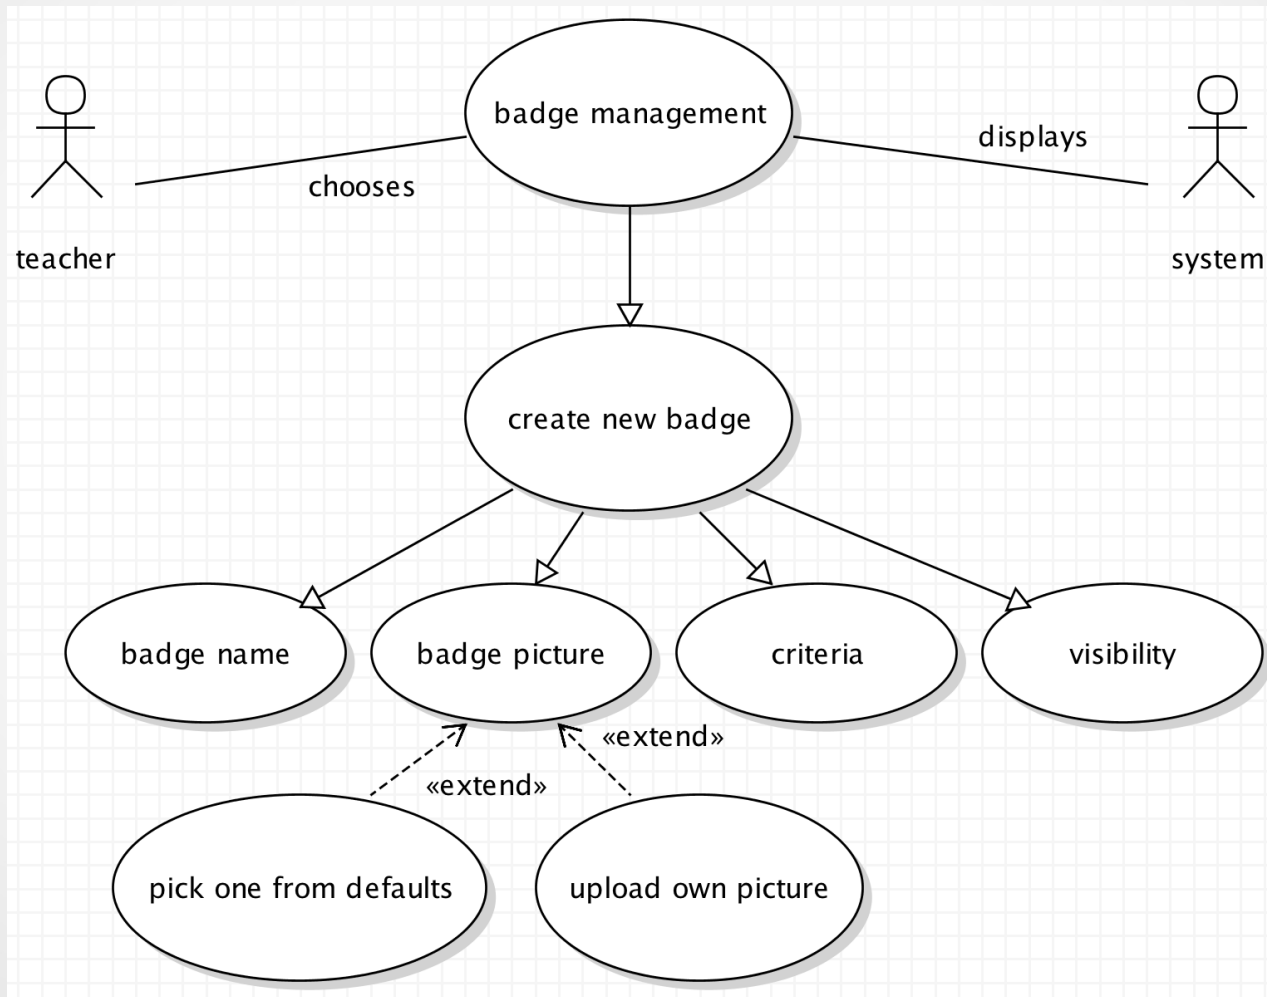 badge management
displays
chooses
teacher
system
create new badge
badge name
badge picture
criteria
visibility
«extend»
«extend»
pick one from defaults
upload own picture